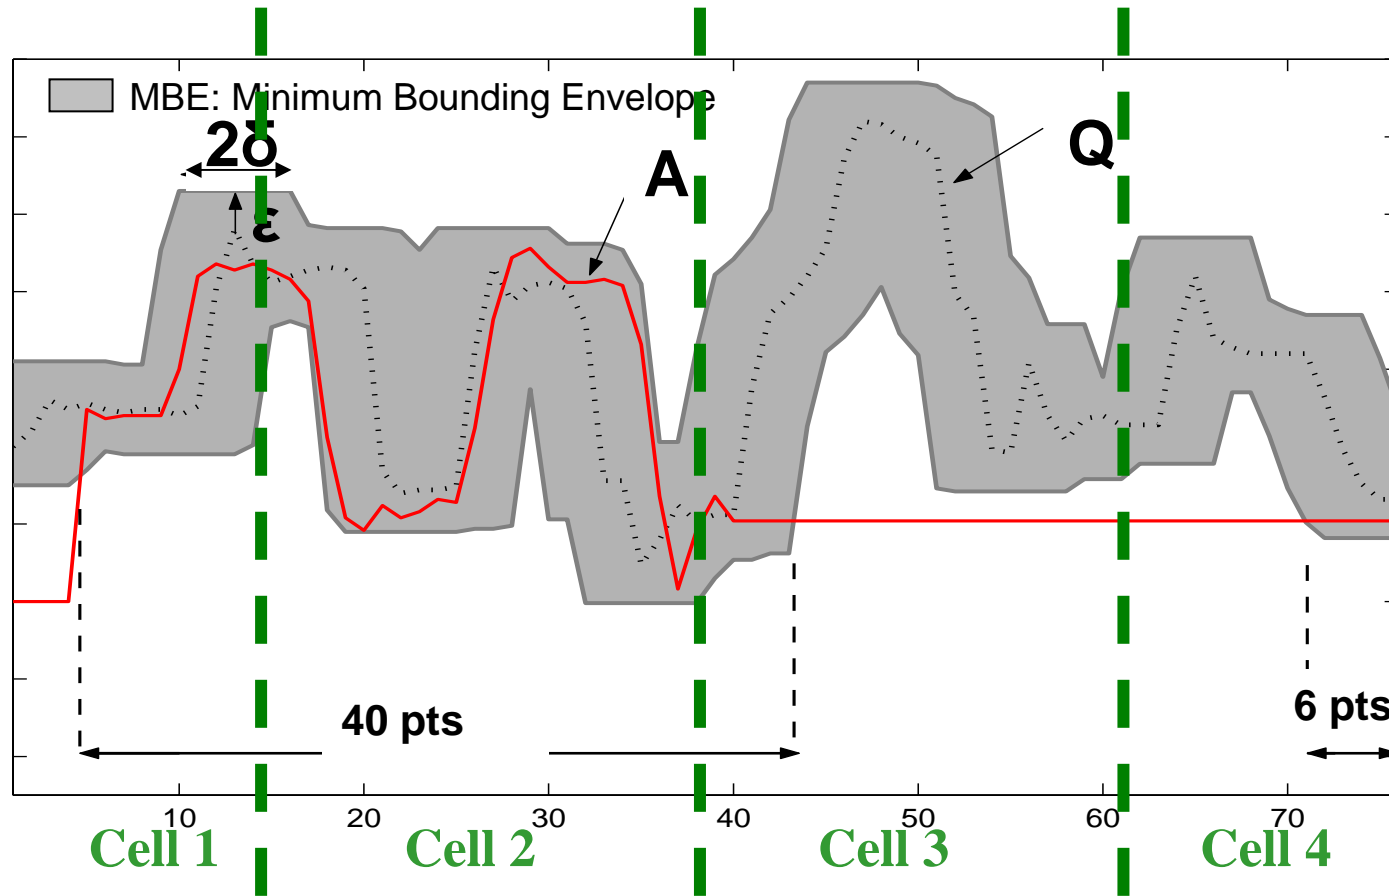 MBE: Minimum Bounding Envelope
2δ
ε
A
Q
40 pts
6 pts
10 20 30 40 50 60 70
Cell 1 Cell 2 Cell 3 Cell 4